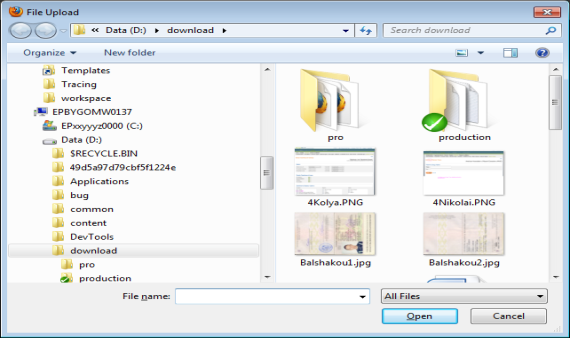 File Upload
« Data (D:) ▸ download ▸
Search download
Organize ▾ New folder
Templates
Tracing
workspace
EPBYGOMW0137
EPxxyyyz0000 (C:)
Data (D:)
$RECYCLE.BIN
49d5a97d79cbf5f1224e
Applications
bug
common
content
DevTools
download
pro
production
pro
production
4Kolya.PNG
4Nikolai.PNG
Balshakou1.jpg
Balshakou2.jpg
File name:
All Files
Open
Cancel